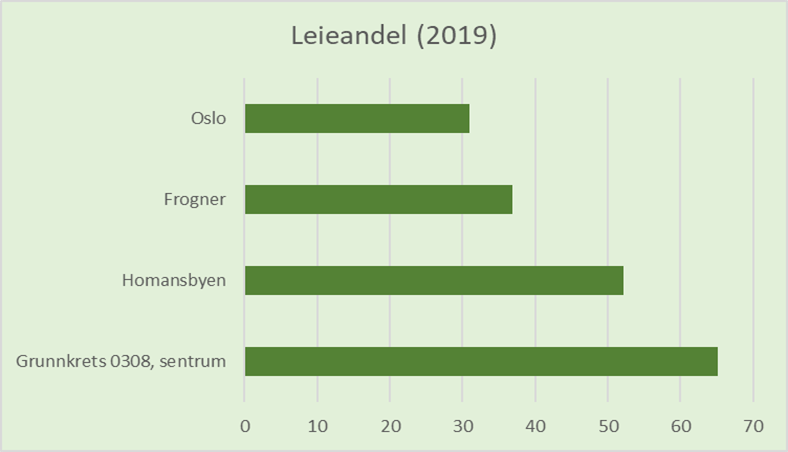 Leieandel (2019)
Oslo
Frogner
Homansbyen
Grunnkrets 0308, sentrum
0 10 20 30 40 50 60 70